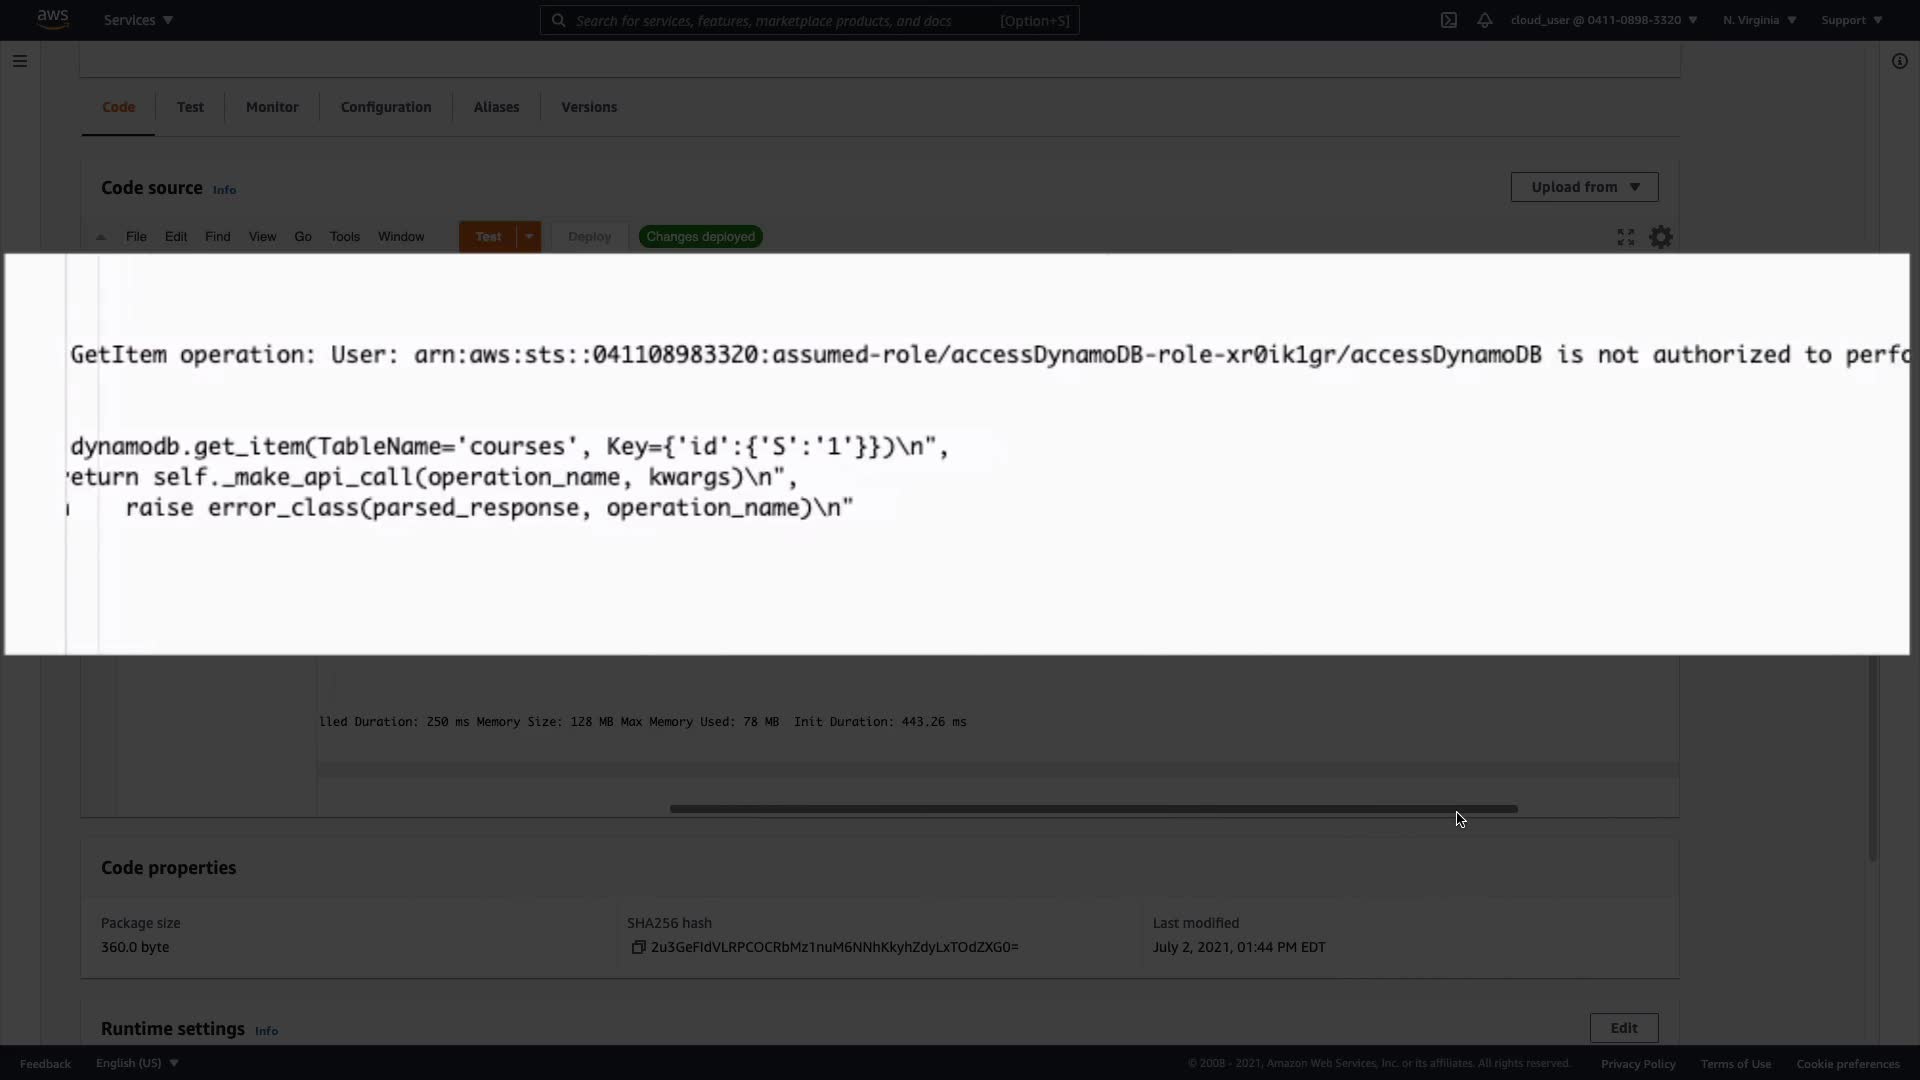 aws Services Search for services, features, marketplace products, and docs [Option+S] cloud_user @ 0411-0898-3320 N. Virginia Support
Code Test Monitor Configuration Aliases Versions
Code source Info Upload from
File Edit Find View Go Tools Window Test Deploy Changes deployed
GetItem operation: User: arn:aws:sts::041108983320:assumed-role/accessDynamoDB-role-xr0ik1gr/accessDynamoDB is not authorized to perfo
dynamodb.get_item(TableName='courses', Key={'id':{'S':'1'}})\n",
eturn self._make_api_call(operation_name, kwargs)\n",
raise error_class(parsed_response, operation_name)\n"
lled Duration: 250 ms Memory Size: 128 MB Max Memory Used: 78 MB Init Duration: 443.26 ms
Code properties
Package size SHA256 hash Last modified
360.0 byte 2u3GeFIdVLRPCOCRbMz1nuM6NNhKkyhZdyLxTOdZXG0= July 2, 2021, 01:44 PM EDT
Runtime settings Info Edit
Feedback English (US) © 2008 - 2021, Amazon Web Services, Inc. or its affiliates. All rights reserved. Privacy Policy Terms of Use Cookie preferences